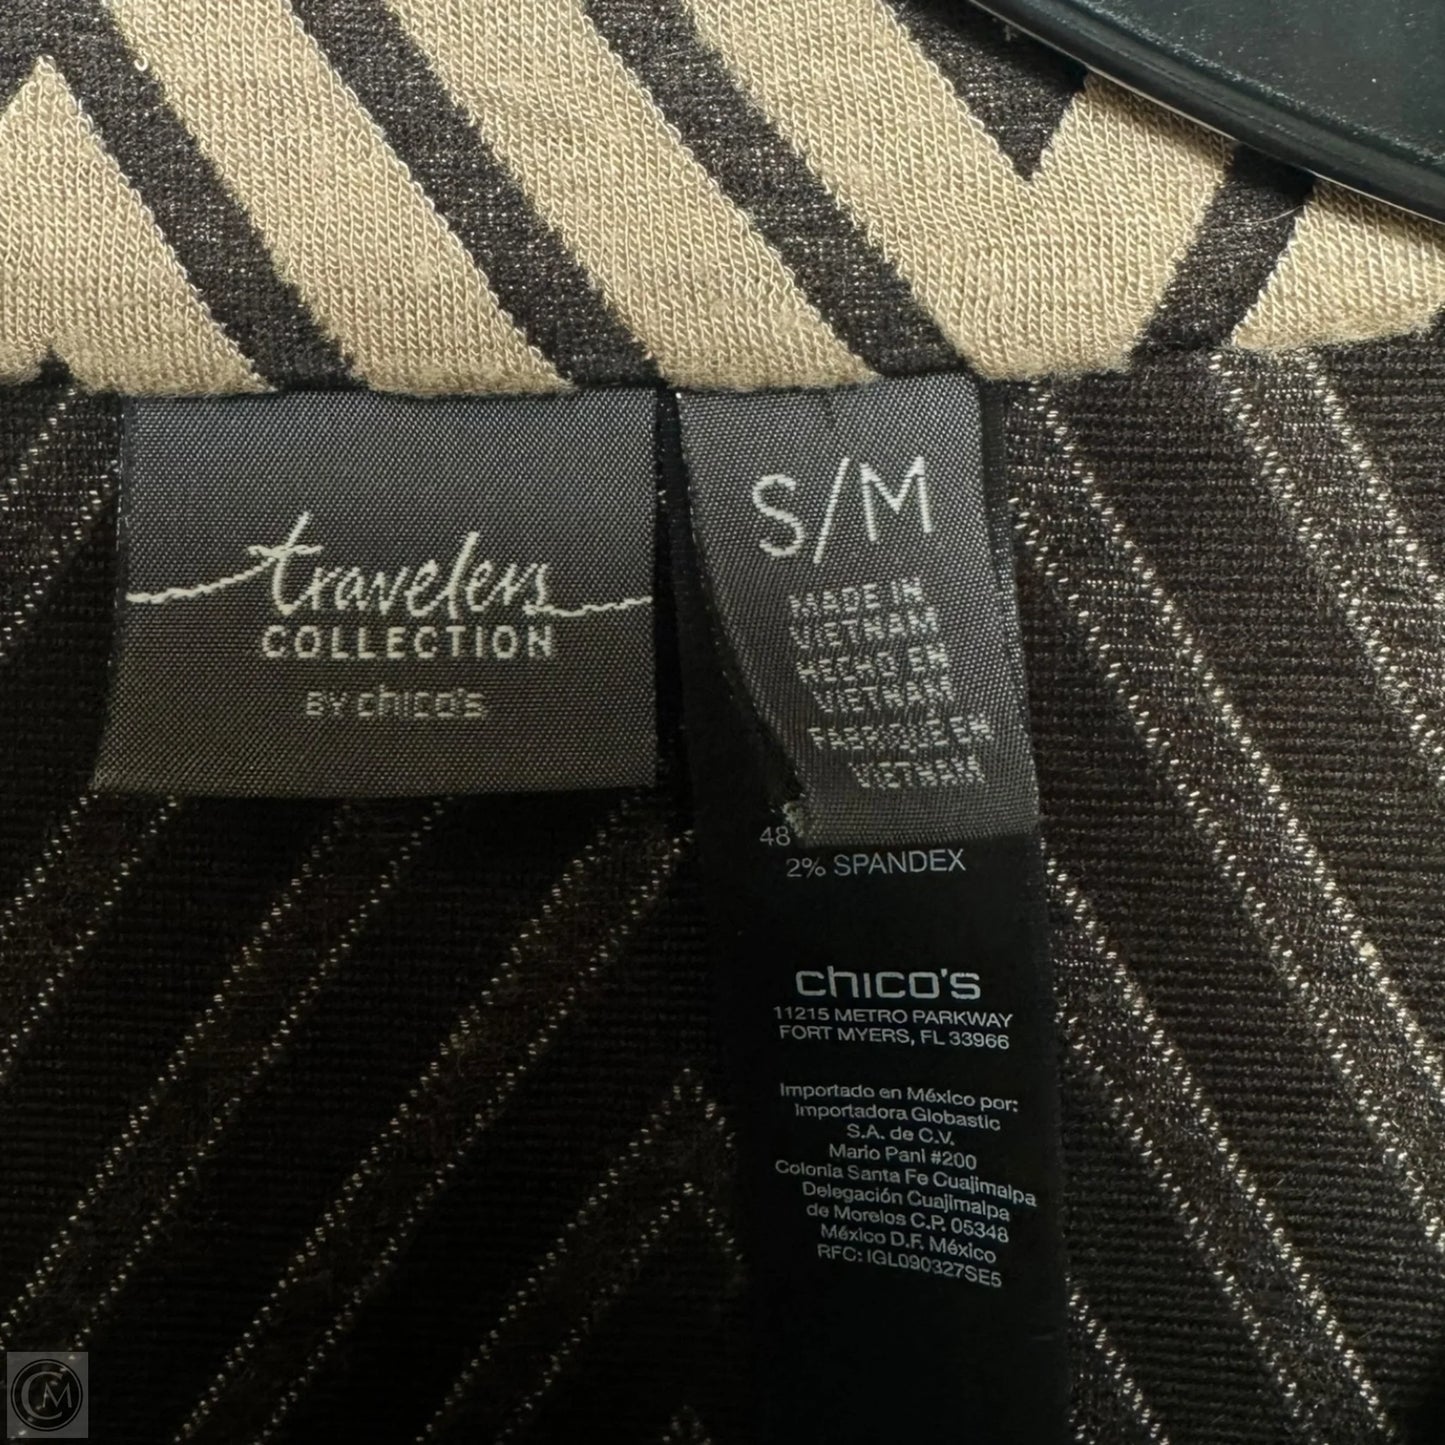 travelers
COLLECTION
BY chico's
S/M
MADE IN
VIETNAM
HECHO EN
VIETNAM
FABRIQUÉ EN
VIETNAM
48
2% SPANDEX
chico's
11215 METRO PARKWAY
FORT MYERS, FL 33966
Importado en México por:
Importadora Globastic
S.A. de C.V.
Mario Pani #200
Colonia Santa Fe Cuajimalpa
Delegación Cuajimalpa
de Morelos C.P. 05348
México D.F. México
RFC: IGL090327SE5
CM